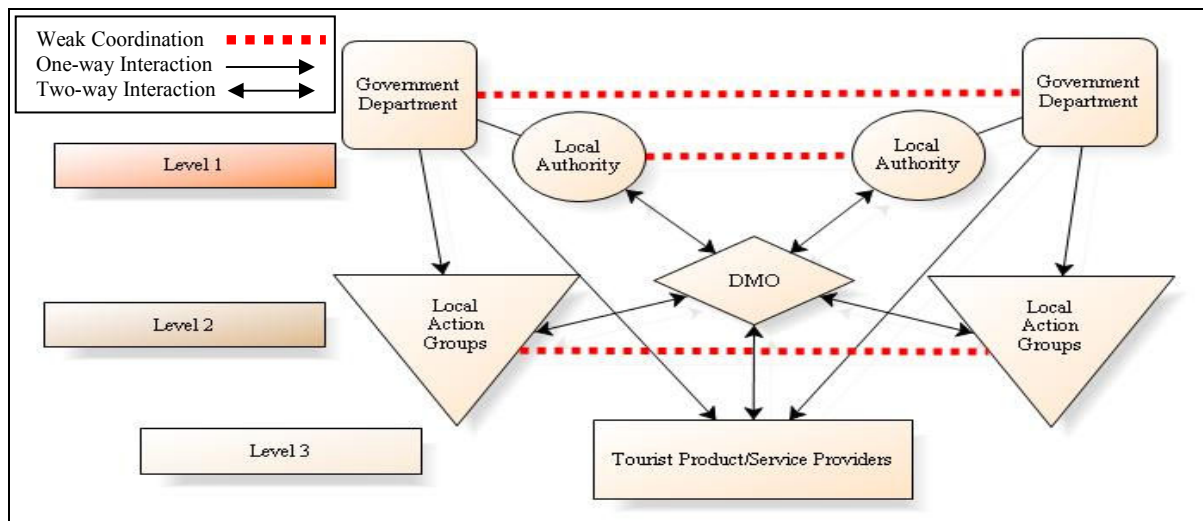 Weak Coordination
One-way Interaction
Two-way Interaction
Government
Department
Government
Department
Local
Authority
Local
Authority
Level 1
DMO
Level 2
Local
Action
Groups
Local
Action
Groups
Level 3
Tourist Product/Service Providers